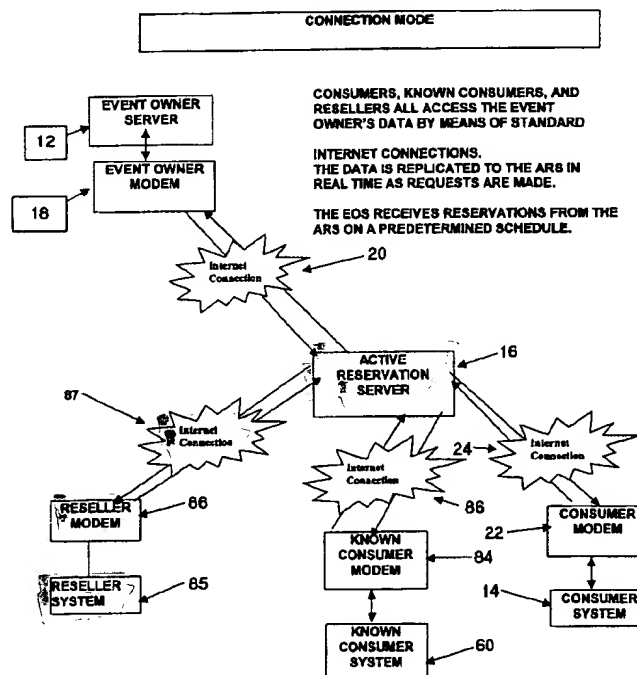 CONNECTION MODE
CONSUMERS, KNOWN CONSUMERS, AND
RESELLERS ALL ACCESS THE EVENT
OWNER'S DATA BY MEANS OF STANDARD
INTERNET CONNECTIONS.
THE DATA IS REPLICATED TO THE ARS IN
REAL TIME AS REQUESTS ARE MADE.
THE EOS RECEIVES RESERVATIONS FROM THE
ARS ON A PREDETERMINED SCHEDULE.
EVENT OWNER
SERVER
12
EVENT OWNER
MODEM
18
Internet
Connection
20
ACTIVE
RESERVATION
SERVER
16
87
Internet
Connection
Internet
Connection
86
24
Internet
Connection
RESELLER
MODEM
86
RESELLER
SYSTEM
85
KNOWN
CONSUMER
MODEM
84
KNOWN
CONSUMER
SYSTEM
60
22
CONSUMER
MODEM
14
CONSUMER
SYSTEM